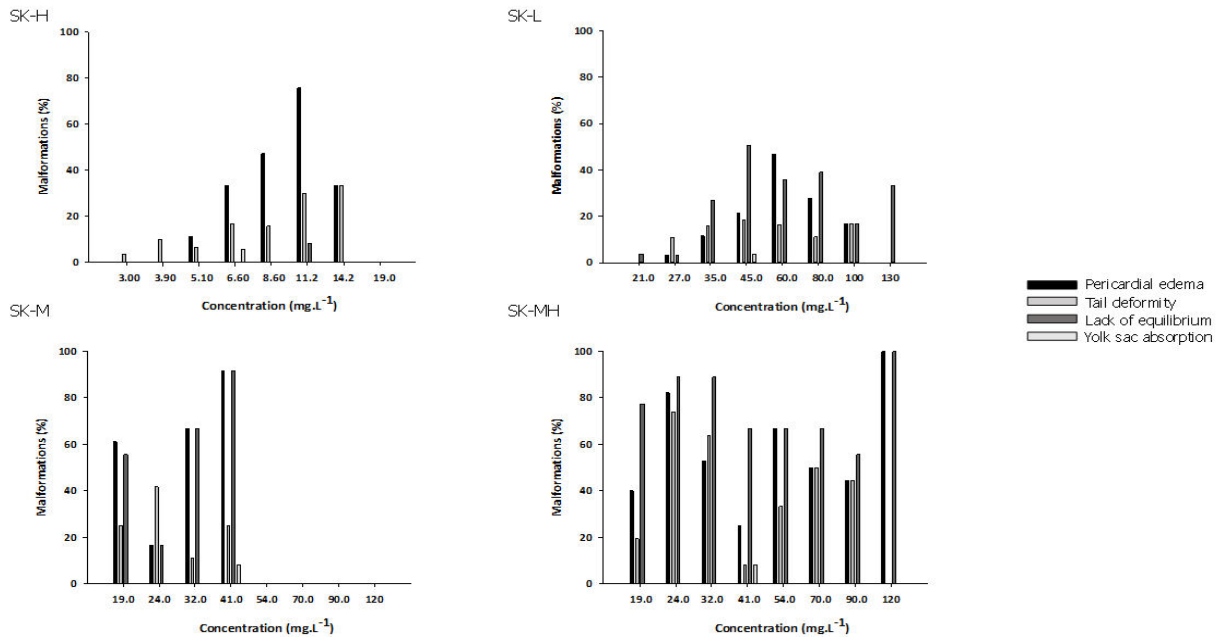 SK-H
100
80
60
40
20
0
Malformations (%)
3.00 3.90 5.10 6.60 8.60 11.2 14.2 19.0
Concentration (mg.L⁻¹)
SK-L
100
80
60
40
20
0
Malformations (%)
21.0 27.0 35.0 45.0 60.0 80.0 100 130
Concentration (mg.L⁻¹)
Pericardial edema
Tail deformity
Lack of equilibrium
Yolk sac absorption
SK-M
100
80
60
40
20
0
Malformations (%)
19.0 24.0 32.0 41.0 54.0 70.0 90.0 120
Concentration (mg.L⁻¹)
SK-MH
100
80
60
40
20
0
Malformations (%)
19.0 24.0 32.0 41.0 54.0 70.0 90.0 120
Concentration (mg.L⁻¹)